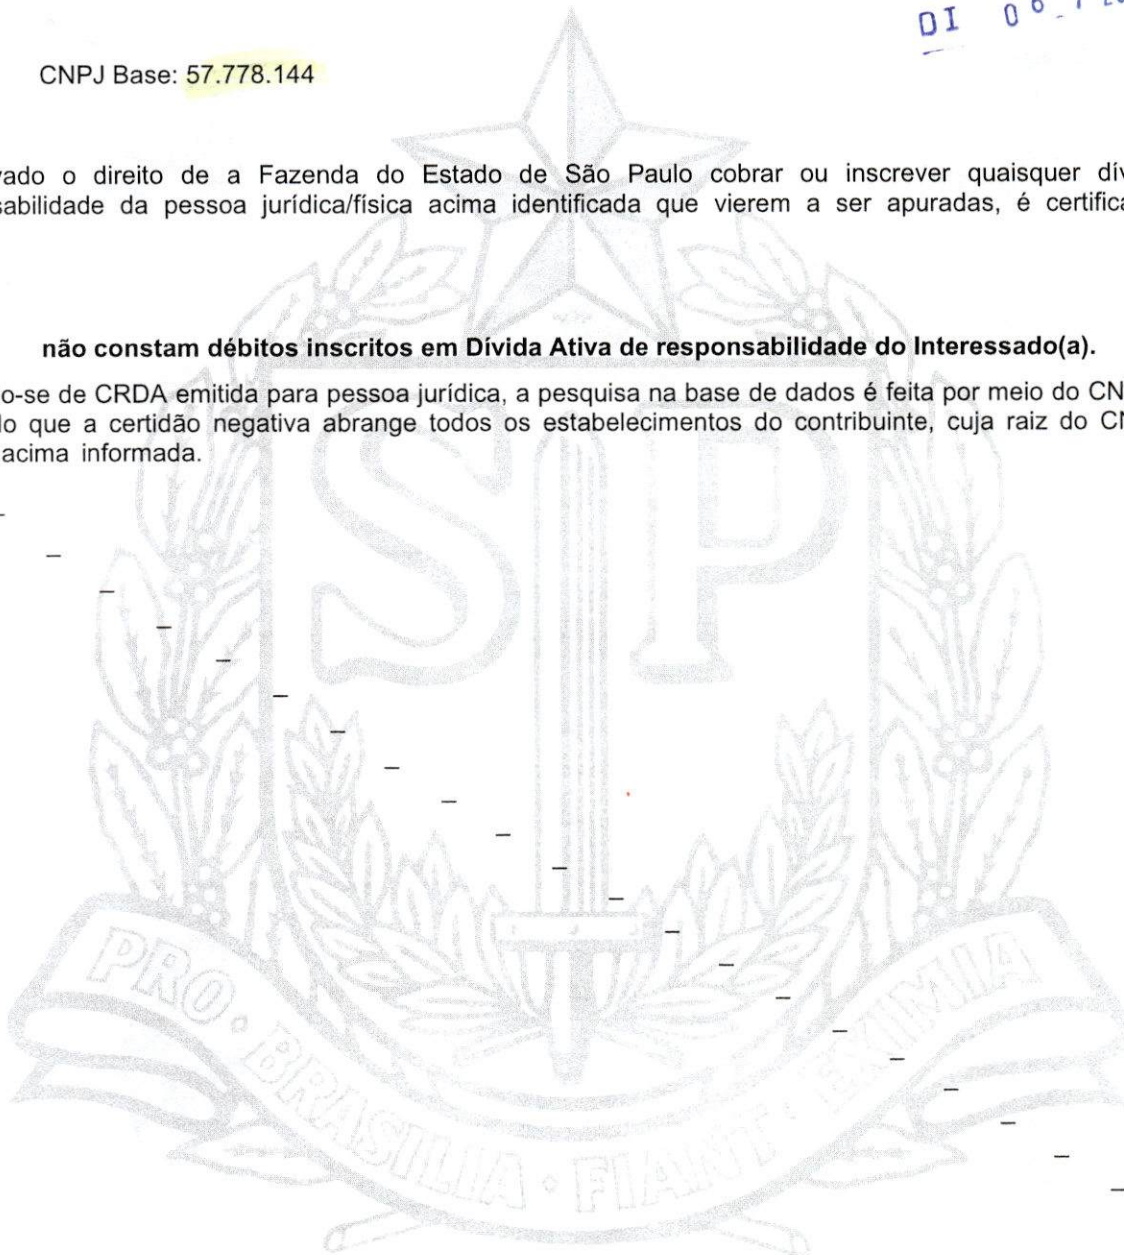 DI 06
CNPJ Base: 57.778.144
vado o direito de a Fazenda do Estado de São Paulo cobrar ou inscrever quaisquer dív
sabilidade da pessoa jurídica/física acima identificada que vierem a ser apuradas, é certifica
não constam débitos inscritos em Dívida Ativa de responsabilidade do Interessado(a).
o-se de CRDA emitida para pessoa jurídica, a pesquisa na base de dados é feita por meio do CN
lo que a certidão negativa abrange todos os estabelecimentos do contribuinte, cuja raiz do CN
acima informada.
SP
PRO · BRASILIA · FIANT · EXIMIA